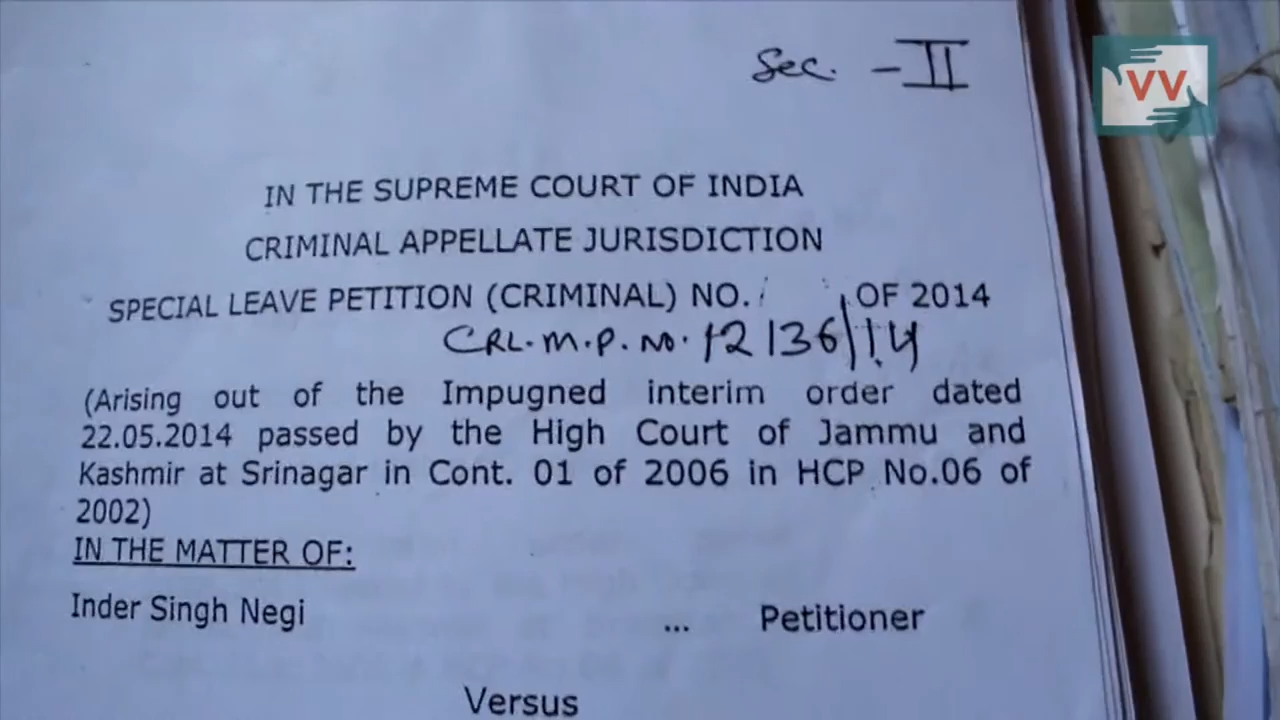 Sec. - II
VV
IN THE SUPREME COURT OF INDIA
CRIMINAL APPELLATE JURISDICTION
SPECIAL LEAVE PETITION (CRIMINAL) NO. OF 2014
CRL.M.P. NO. 12136/14
(Arising out of the Impugned interim order dated
22.05.2014 passed by the High Court of Jammu and
Kashmir at Srinagar in Cont. 01 of 2006 in HCP No.06 of
2002)
IN THE MATTER OF:
Inder Singh Negi ... Petitioner
Versus